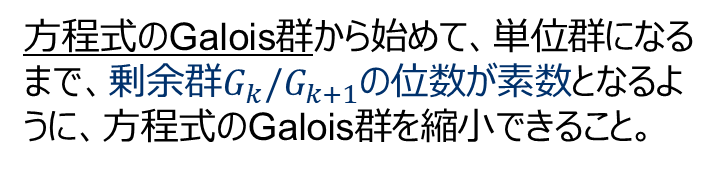 方程式のGalois群から始めて、単位群になる
まで、剰余群G_k/G_{k+1}の位数が素数となるよ
うに、方程式のGalois群を縮小できること。